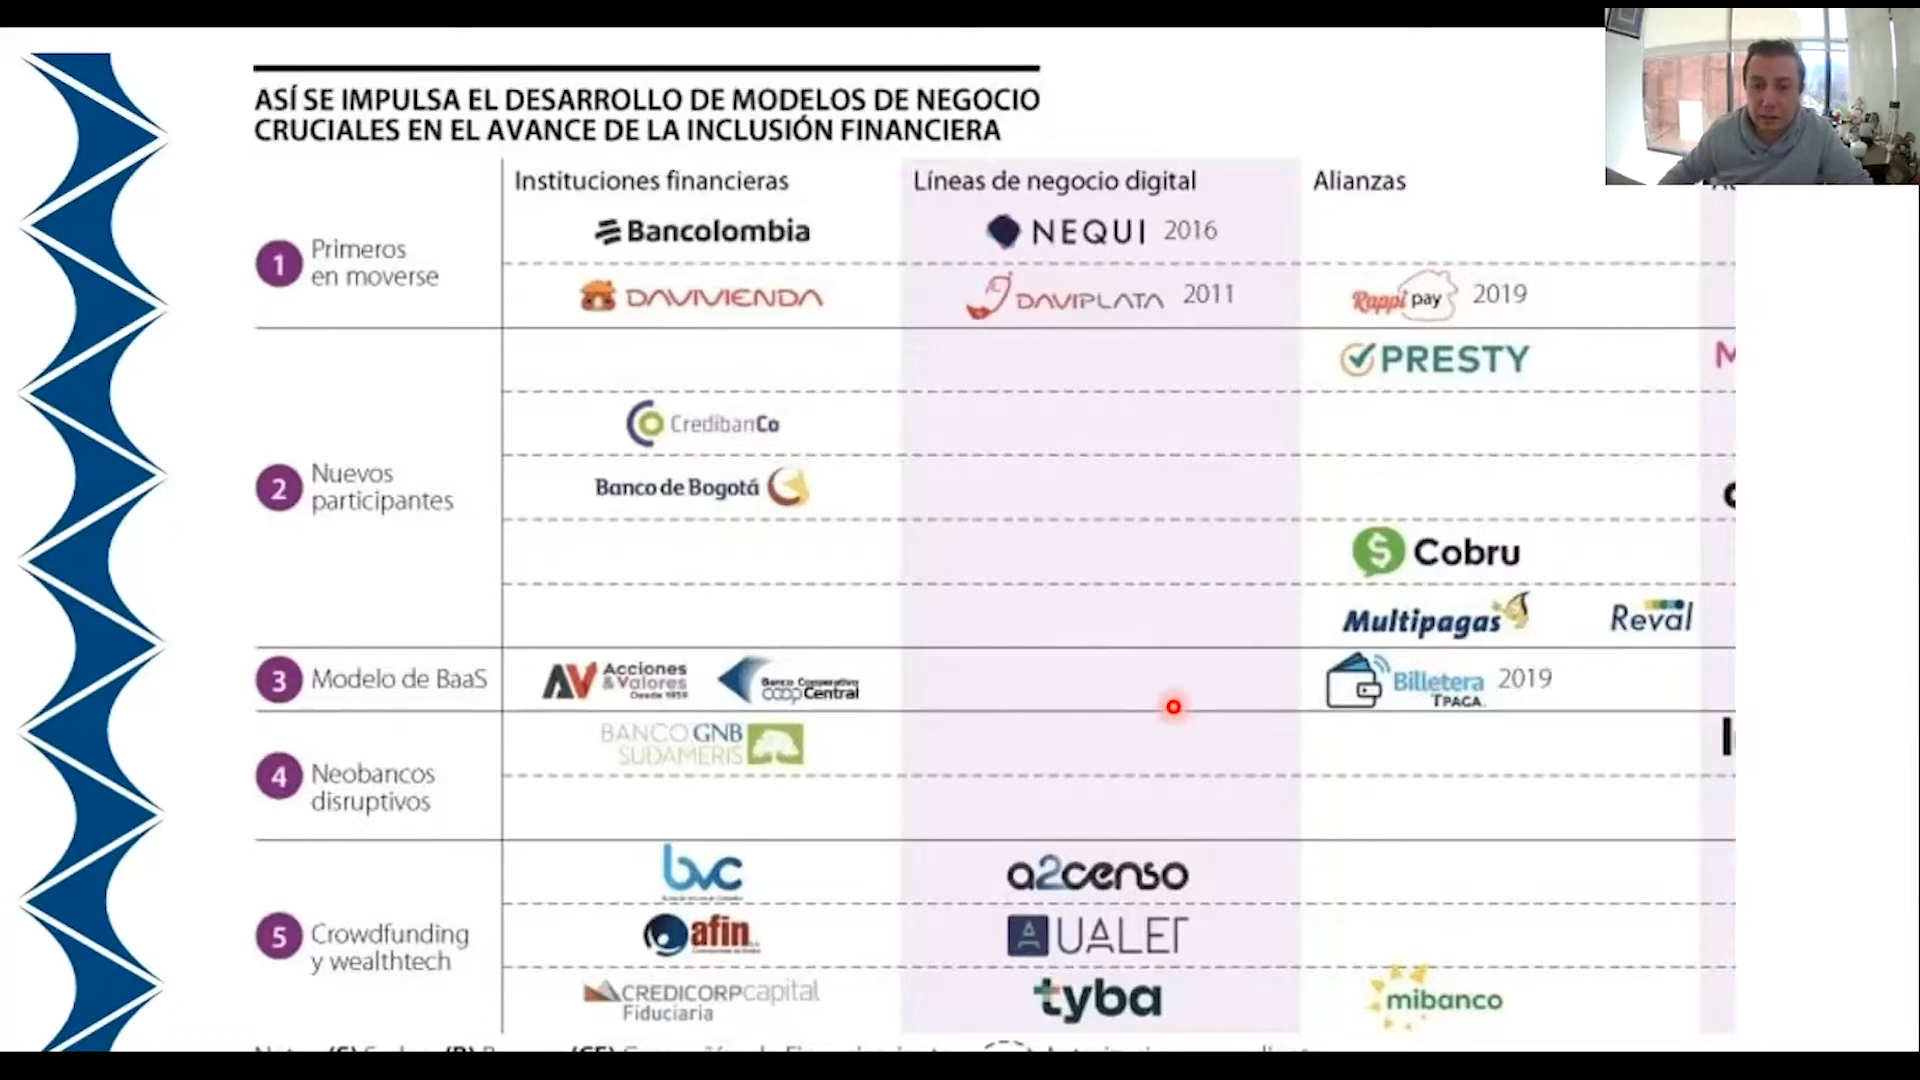 ASÍ SE IMPULSA EL DESARROLLO DE MODELOS DE NEGOCIO
CRUCIALES EN EL AVANCE DE LA INCLUSIÓN FINANCIERA
Instituciones financieras
Líneas de negocio digital
Alianzas
1 Primeros
en moverse
Bancolombia
NEQUI 2016
DAVIVIENDA
DAVIPLATA 2011
Rappi pay 2019
2 Nuevos
participantes
PRESTY
CredibanCo
Banco de Bogotá
Cobru
Multipagas
Reval
3 Modelo de BaaS
AV Acciones
& Valores
Desde 1959
Banco Cooperativo
coopcentral
Billetera 2019
TPAGA.
4 Neobancos
disruptivos
BANCO GNB
SUDAMERIS
5 Crowdfunding
y wealthtech
bvc
a2censo
afin
UALET
CREDICORPcapital
Fiduciaria
tyba
mibanco